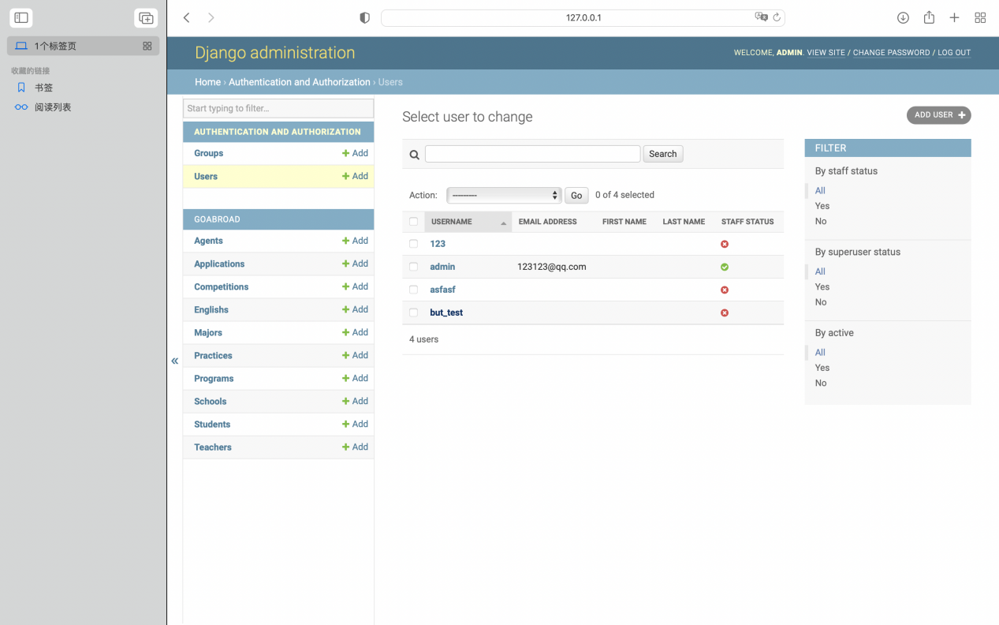 1个标签页
收藏的链接
书签
阅读列表
127.0.0.1
Django administration
WELCOME, ADMIN. VIEW SITE / CHANGE PASSWORD / LOG OUT
Home › Authentication and Authorization › Users
Start typing to filter...
AUTHENTICATION AND AUTHORIZATION
Groups + Add
Users + Add
GOABROAD
Agents + Add
Applications + Add
Competitions + Add
Englishs + Add
Majors + Add
Practices + Add
Programs + Add
Schools + Add
Students + Add
Teachers + Add
«
Select user to change
ADD USER +
Search
Action: --------- Go 0 of 4 selected
USERNAME EMAIL ADDRESS FIRST NAME LAST NAME STAFF STATUS
123
admin 123123@qq.com
asfasf
but_test
4 users
FILTER
By staff status
All
Yes
No
By superuser status
All
Yes
No
By active
All
Yes
No